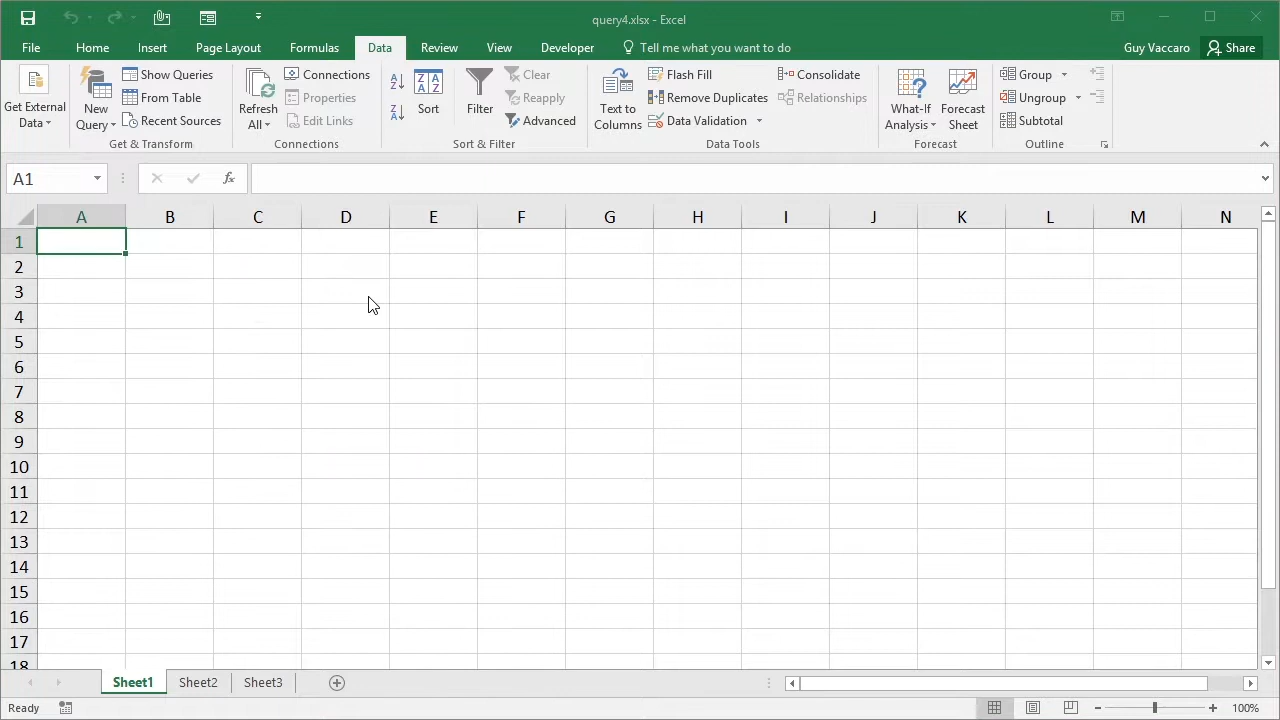 query4.xlsx - Excel
File Home Insert Page Layout Formulas Data Review View Developer Tell me what you want to do Guy Vaccaro Share
Get External Data
New Query
Show Queries
From Table
Recent Sources
Get & Transform
Refresh All
Connections
Properties
Edit Links
Connections
A Z
Z A
Z A A Z
Sort
Filter
Clear
Reapply
Advanced
Sort & Filter
Text to Columns
Flash Fill
Remove Duplicates
Data Validation
Consolidate
Relationships
Data Tools
What-If Analysis
Forecast Sheet
Forecast
Group
Ungroup
Subtotal
Outline
A1 fx
A B C D E F G H I J K L M N
1
2
3
4
5
6
7
8
9
10
11
12
13
14
15
16
17
18
Sheet1 Sheet2 Sheet3
Ready 100%